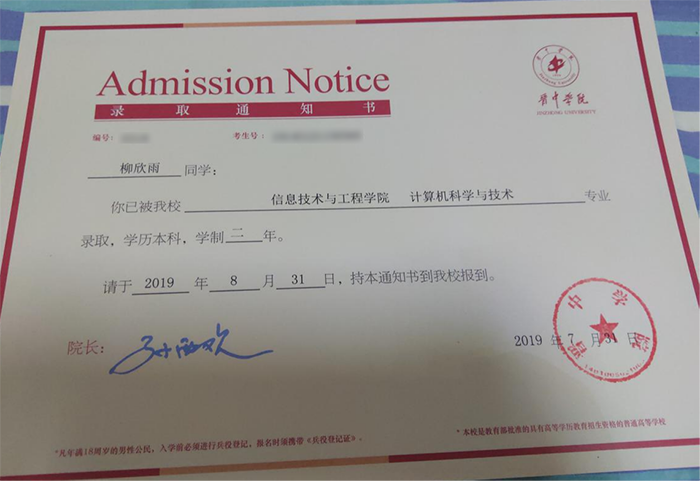 Admission Notice
录取通知书
晋中学院
JINZHONG UNIVERSITY
编号:
考生号:
柳欣雨 同学:
你已被我校 信息技术与工程学院 计算机科学与技术 专业
录取,学历本科,学制 二 年。
请于 2019 年 8 月 31 日,持本通知书到我校报到。
院长:
2019 年 7 月 31 日
晋中学院
*凡年满18周岁的男性公民,入学前必须进行兵役登记,报名时须携带《兵役登记证》。
*本校是教育部批准的具有高等学历教育招生资格的普通高等学校